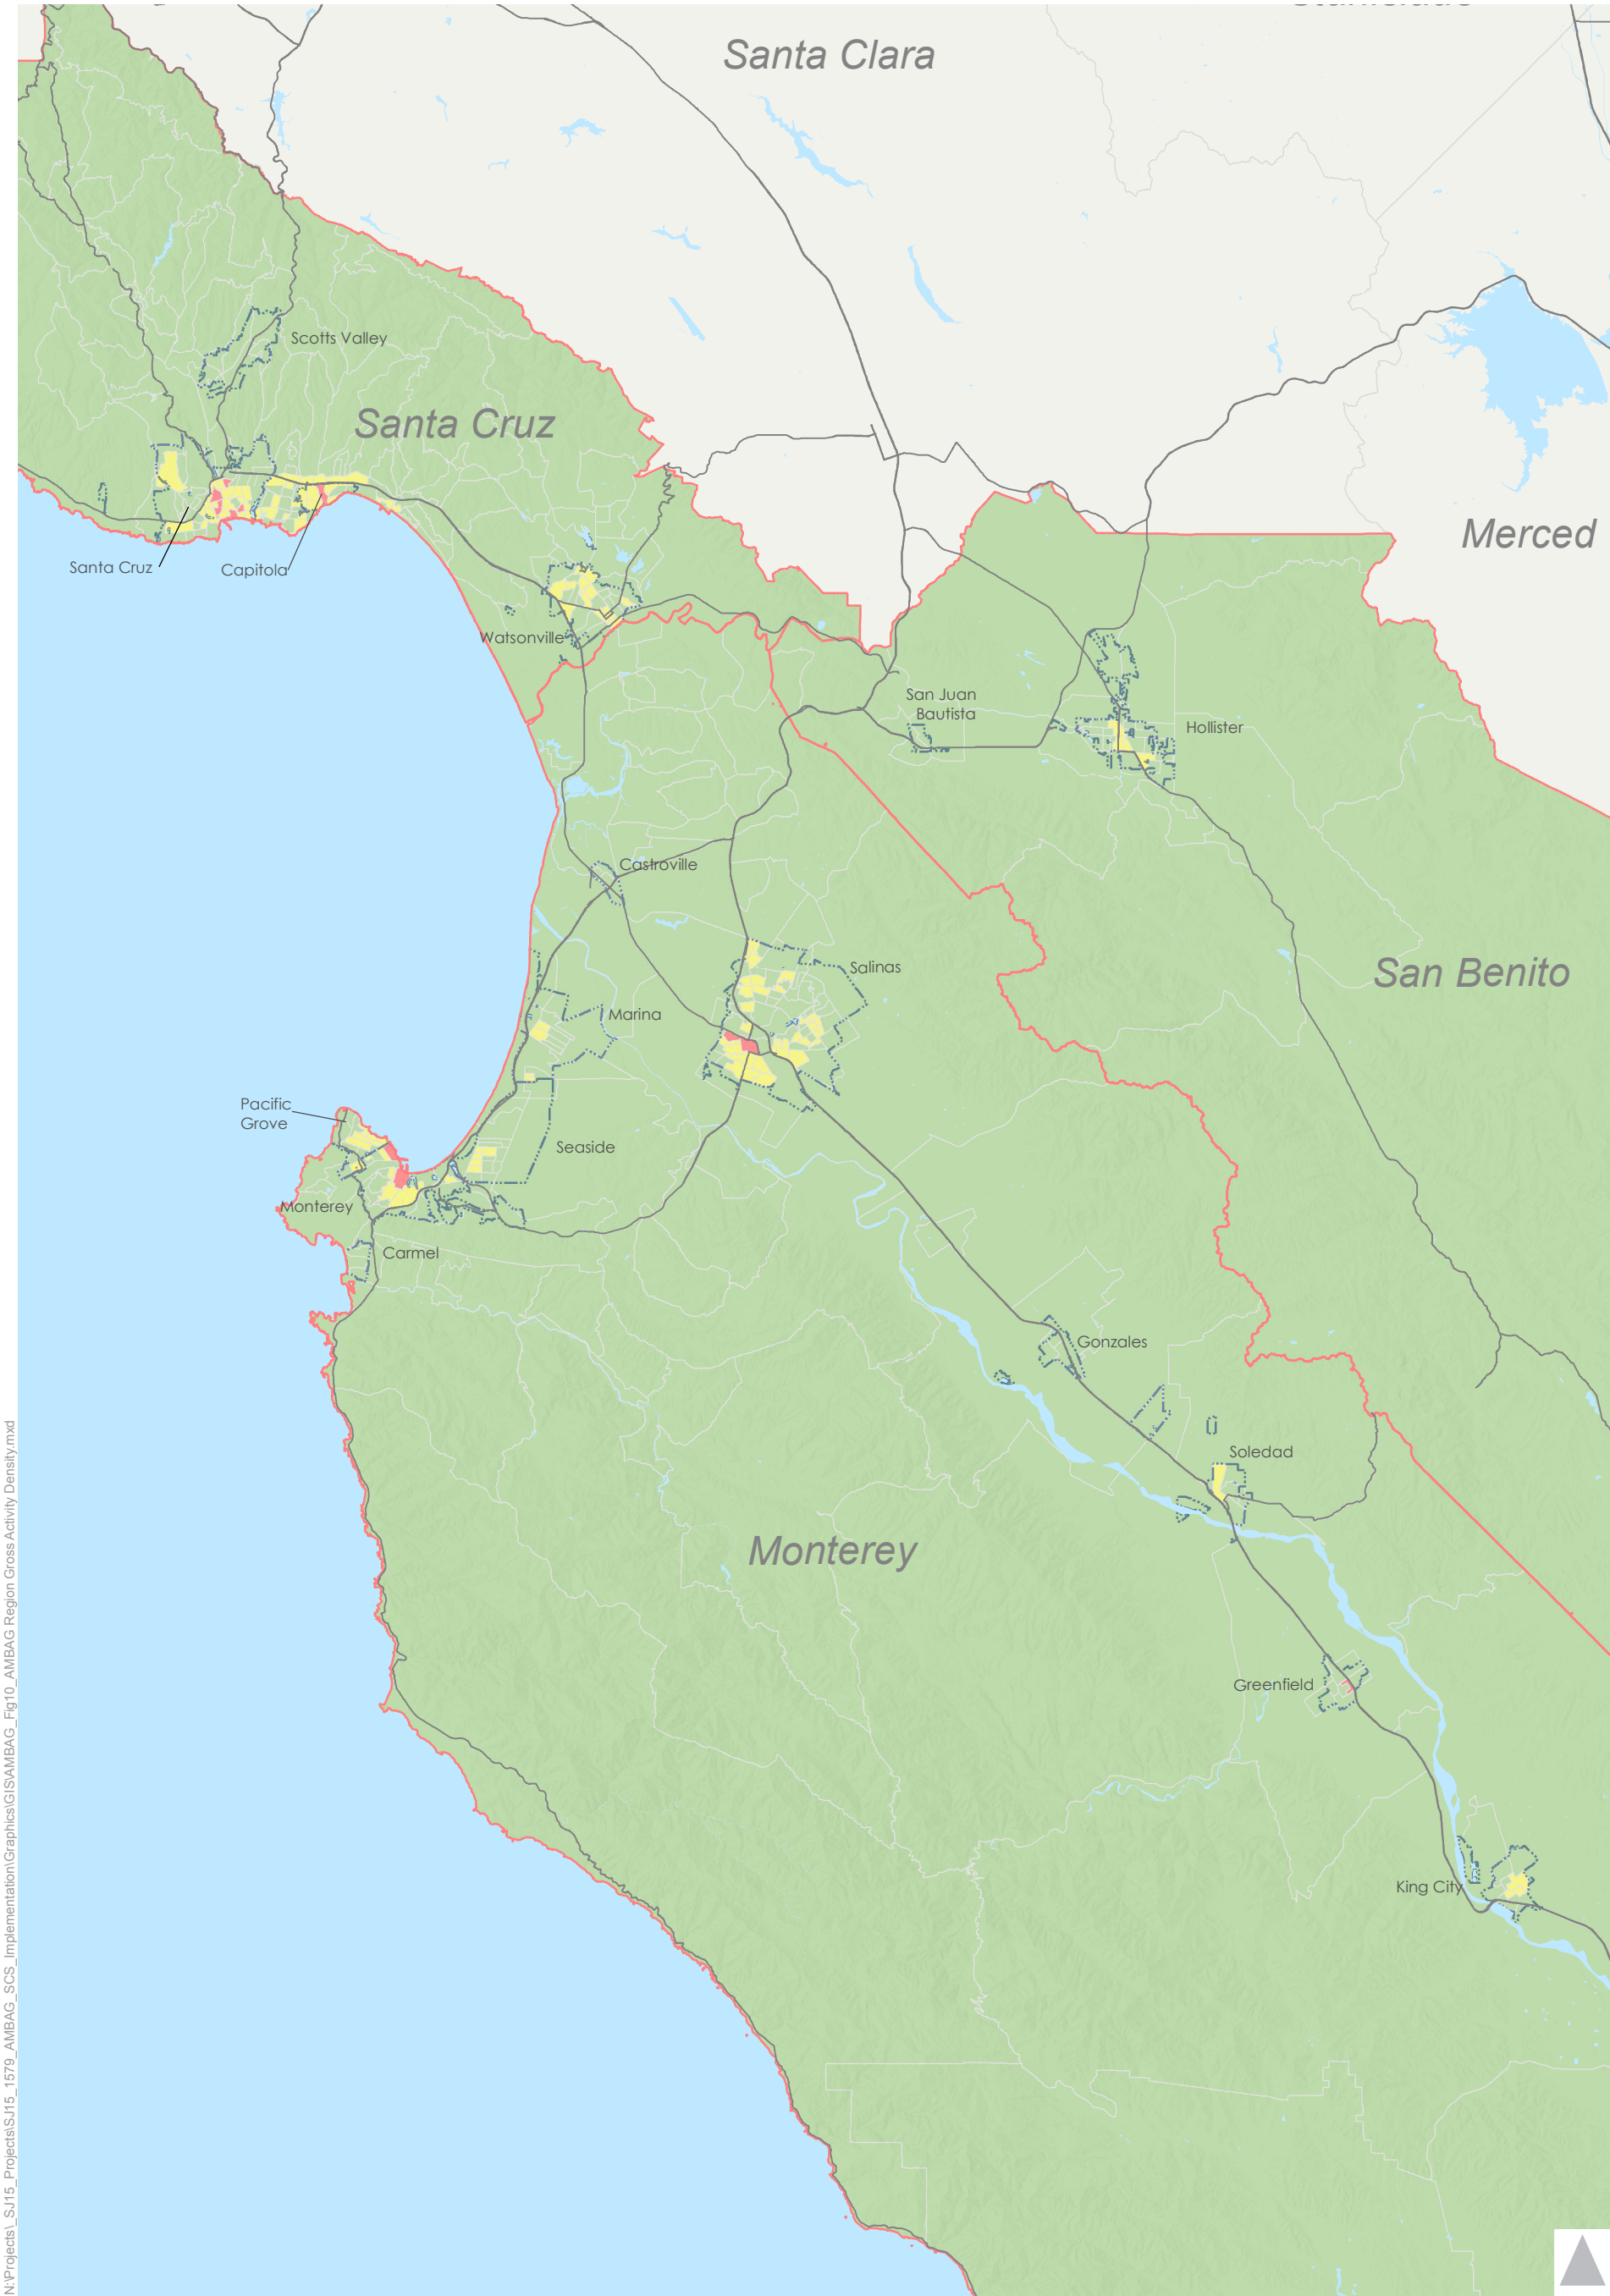 Santa Clara
Scotts Valley
Santa Cruz
Merced
Santa Cruz
Capitola
Watsonville
San Juan
Bautista
Hollister
Castroville
Salinas
San Benito
Marina
Pacific
Grove
Seaside
Monterey
Carmel
Gonzales
Soledad
Monterey
Greenfield
King City
N:\Projects\_SJ15_Projects\SJ15_1579_AMBAG_SCS_Implementation\Graphics\GIS\AMBAG_Fig10_AMBAG Region Gross Activity Density.mxd